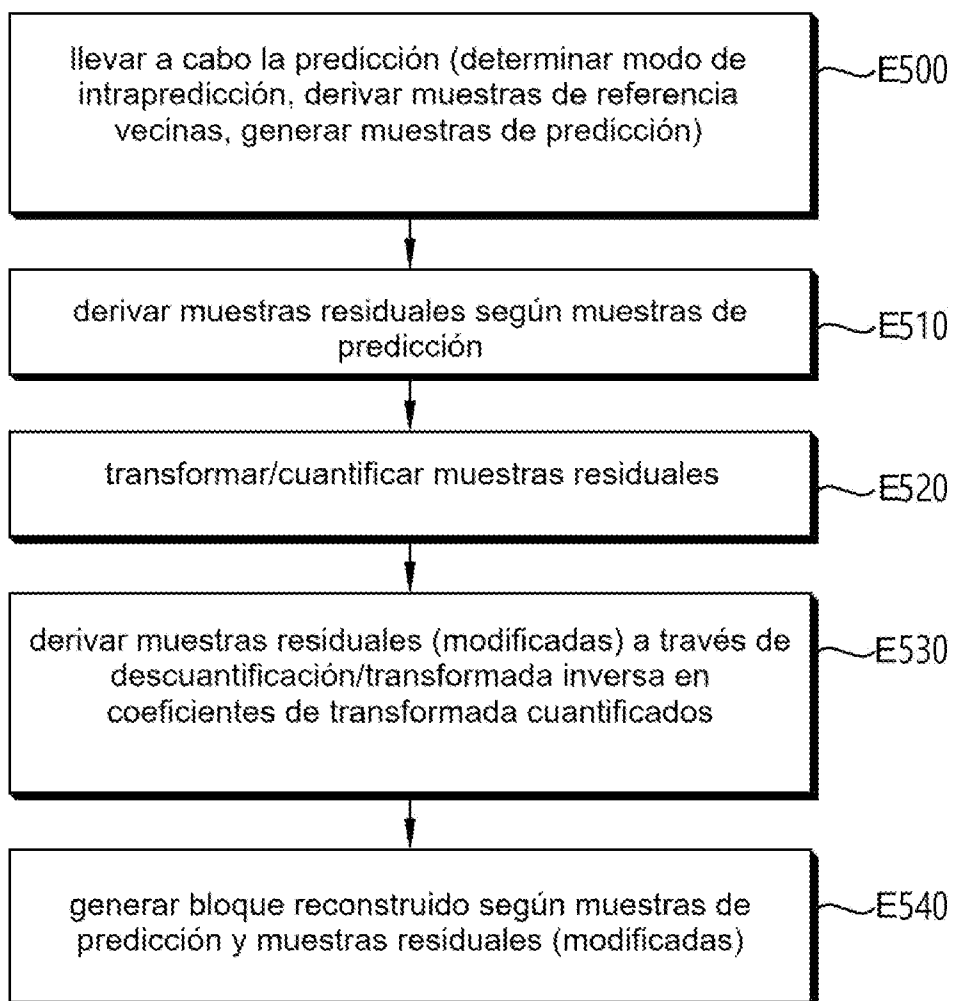 llevar a cabo la predicción (determinar modo de
intrapredicción, derivar muestras de referencia
vecinas, generar muestras de predicción)
E500
derivar muestras residuales según muestras de
predicción
E510
transformar/cuantificar muestras residuales
E520
derivar muestras residuales (modificadas) a través de
descuantificación/transformada inversa en
coeficientes de transformada cuantificados
E530
generar bloque reconstruido según muestras de
predicción y muestras residuales (modificadas)
E540